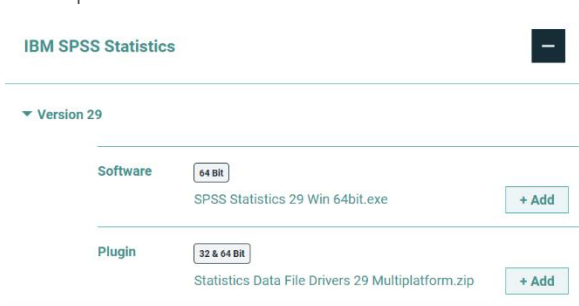 IBM SPSS Statistics
Version 29
Software
64 Bit
SPSS Statistics 29 Win 64bit.exe
+ Add
Plugin
32 & 64 Bit
Statistics Data File Drivers 29 Multiplatform.zip
+ Add